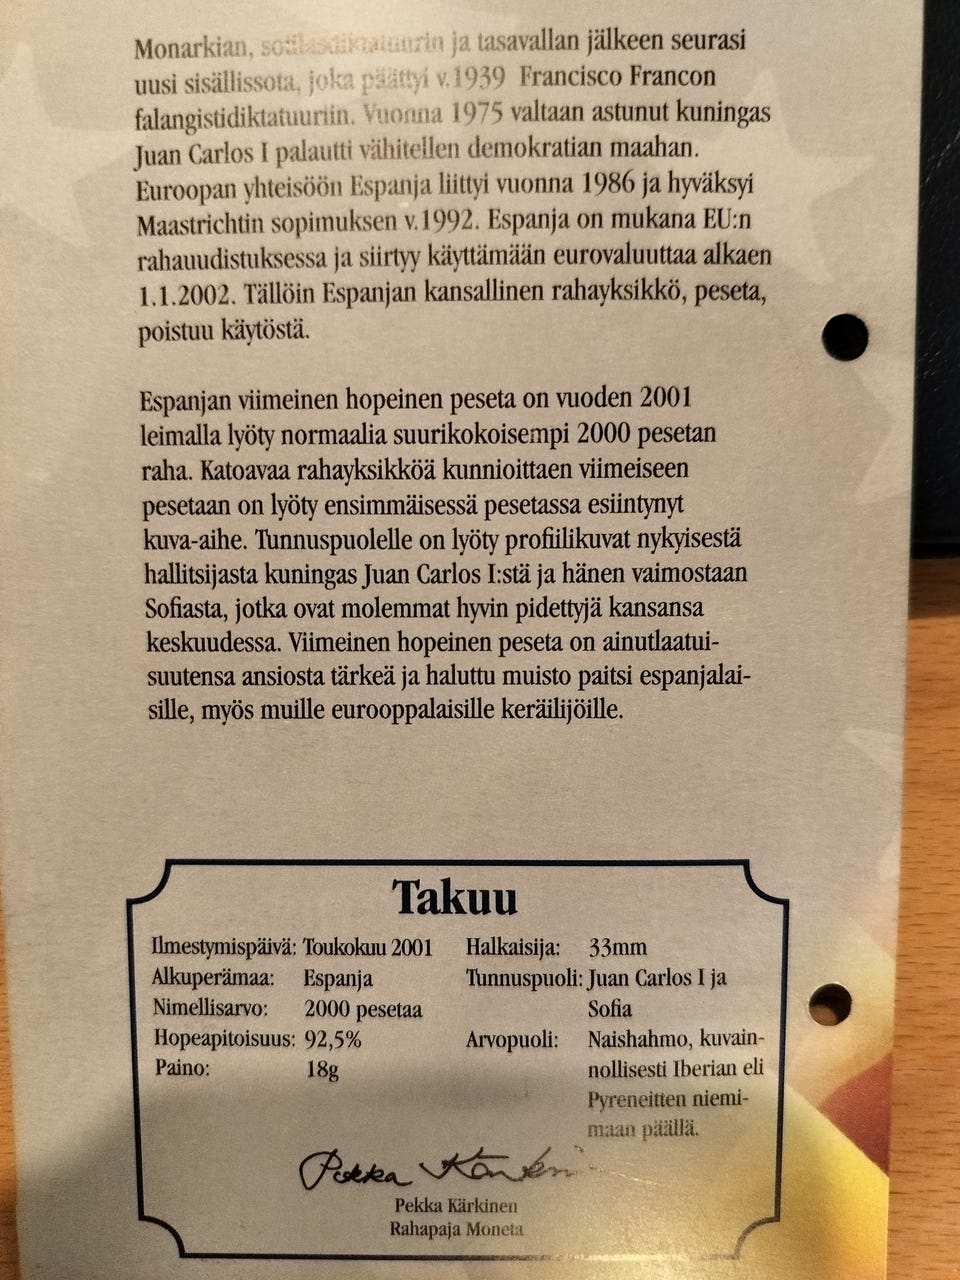 Monarkian, sotilasdiktatuurin ja tasavallan jälkeen seurasi
uusi sisällissota, joka päättyi v.1939 Francisco Francon
falangistidiktatuuriin. Vuonna 1975 valtaan astunut kuningas
Juan Carlos I palautti vähitellen demokratian maahan.
Euroopan yhteisöön Espanja liittyi vuonna 1986 ja hyväksyi
Maastrichtin sopimuksen v.1992. Espanja on mukana EU:n
rahauudistuksessa ja siirtyy käyttämään eurovaluuttaa alkaen
1.1.2002. Tällöin Espanjan kansallinen rahayksikkö, peseta,
poistuu käytöstä.
Espanjan viimeinen hopeinen peseta on vuoden 2001
leimalla lyöty normaalia suurikokoisempi 2000 pesetan
raha. Katoavaa rahayksikköä kunnioittaen viimeiseen
pesetaan on lyöty ensimmäisessä pesetassa esiintynyt
kuva-aihe. Tunnuspuolelle on lyöty profiilikuvat nykyisestä
hallitsijasta kuningas Juan Carlos I:stä ja hänen vaimostaan
Sofiasta, jotka ovat molemmat hyvin pidettyjä kansansa
keskuudessa. Viimeinen hopeinen peseta on ainutlaatui-
suutensa ansiosta tärkeä ja haluttu muisto paitsi espanjalai-
sille, myös muille eurooppalaisille keräilijöille.
Takuu
Ilmestymispäivä: Toukokuu 2001
Alkuperämaa: Espanja
Nimellisarvo: 2000 pesetaa
Hopeapitoisuus: 92,5%
Paino: 18g
Halkaisija: 33mm
Tunnuspuoli: Juan Carlos I ja
Sofia
Arvopuoli: Naishahmo, kuvain-
nollisesti Iberian eli
Pyreneitten niemi-
maan päällä.
Pekka Kärkinen
Pekka Kärkinen
Rahapaja Moneta